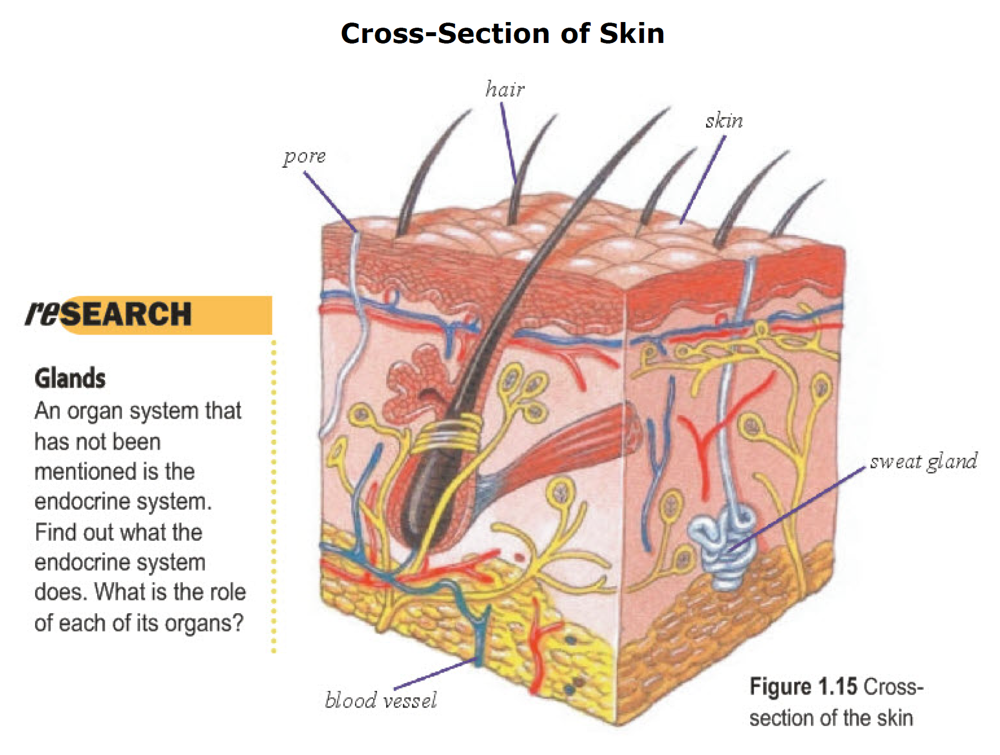 Cross-Section of Skin
hair
skin
pore
reSEARCH
Glands
An organ system that
has not been
mentioned is the
endocrine system.
Find out what the
endocrine system
does. What is the role
of each of its organs?
sweat gland
blood vessel
Figure 1.15 Cross-
section of the skin